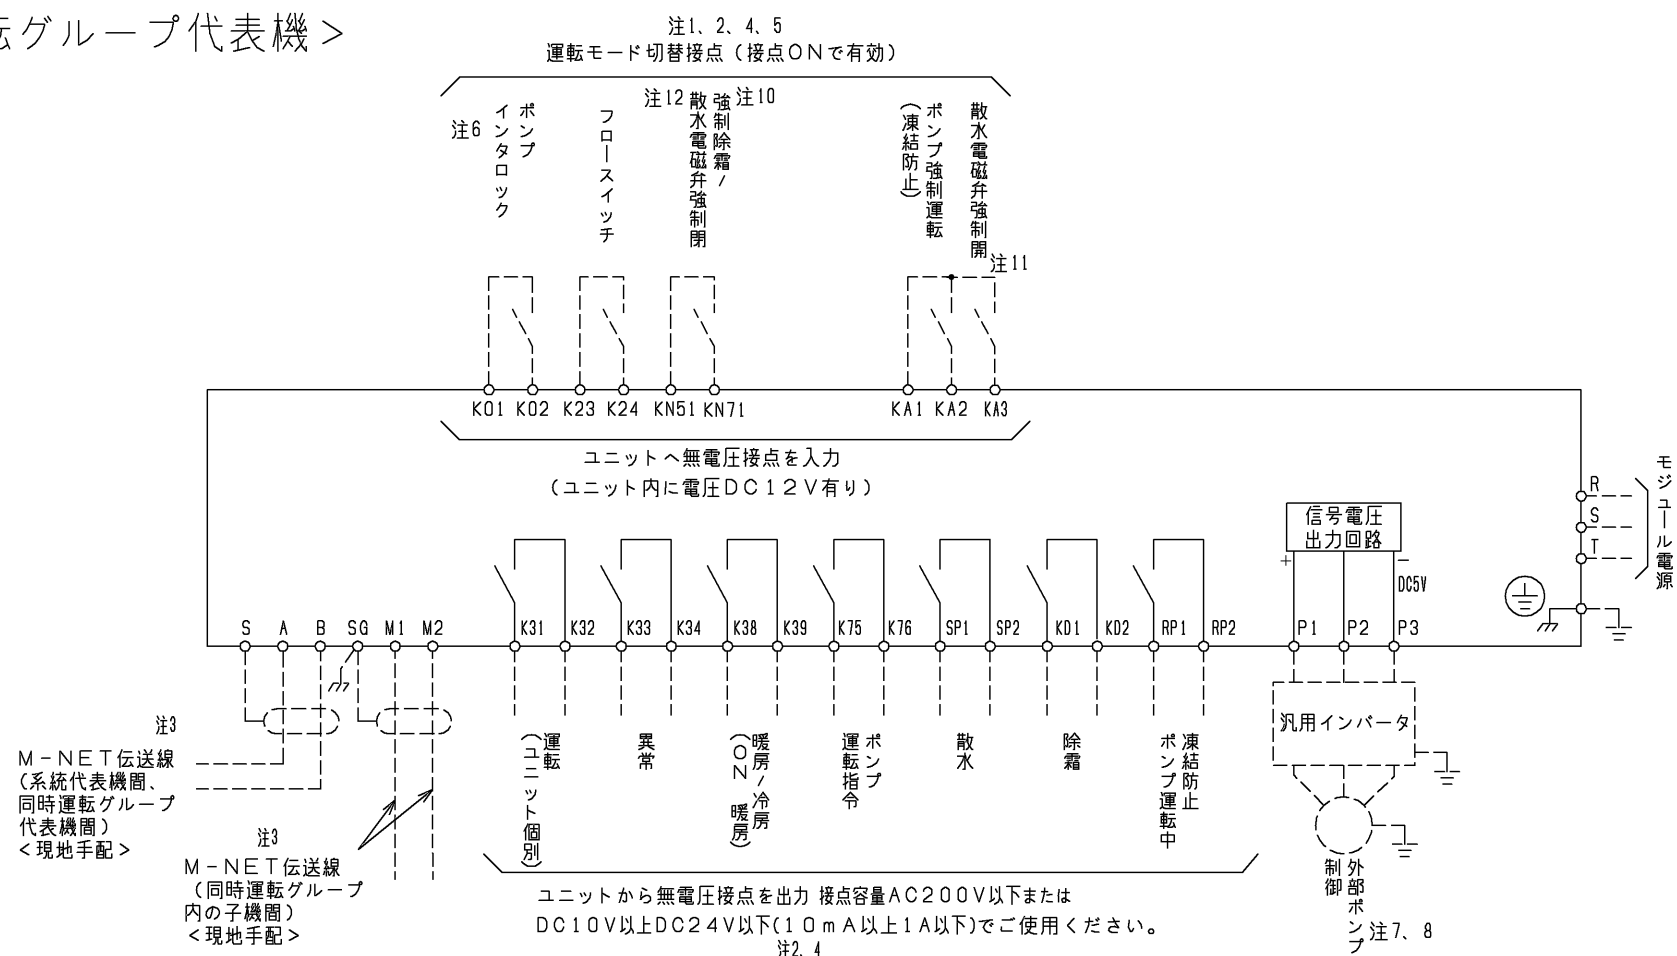 転グループ代表機>
注1、2、4、5
運転モード切替接点（接点ONで有効）
注6
ポンプ
インタロック
フロースイッチ
注12
強制除霜/
散水電磁弁強制閉
注10
ポンプ強制運転
(凍結防止)
散水電磁弁強制開
注11
K01 K02 K23 K24 KN51 KN71 KA1 KA2 KA3
ユニットへ無電圧接点を入力
（ユニット内に電圧DC12V有り）
R
S
T
モジュール電源
信号電圧
出力回路
+
−
DC5V
S A B SG M1 M2 K31 K32 K33 K34 K38 K39 K75 K76 SP1 SP2 KD1 KD2 RP1 RP2 P1 P2 P3
注3
M-NET伝送線
(系統代表機間、
同時運転グループ
代表機間)
<現地手配>
注3
M-NET伝送線
(同時運転グループ
内の子機間)
<現地手配>
運転
(ユニット個別)
異常
暖房/冷房
(ON 暖房)
ポンプ
運転指令
散水
除霜
凍結防止
ポンプ運転中
汎用インバータ
外部ポンプ
制御
注7、8
ユニットから無電圧接点を出力 接点容量AC200V以下または
DC10V以上DC24V以下(10mA以上1A以下)でご使用ください。
注2、4